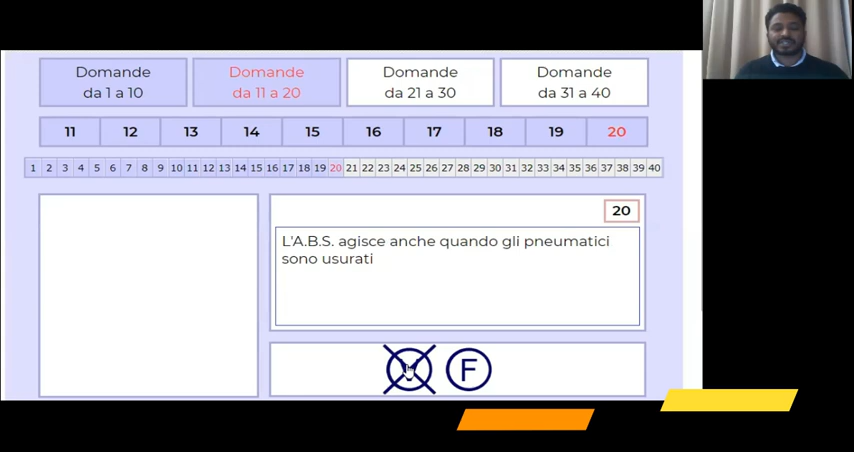 Domande
da 1 a 10
Domande
da 11 a 20
Domande
da 21 a 30
Domande
da 31 a 40
11 12 13 14 15 16 17 18 19 20
1 2 3 4 5 6 7 8 9 10 11 12 13 14 15 16 17 18 19 20 21 22 23 24 25 26 27 28 29 30 31 32 33 34 35 36 37 38 39 40
20
L'A.B.S. agisce anche quando gli pneumatici
sono usurati
V F